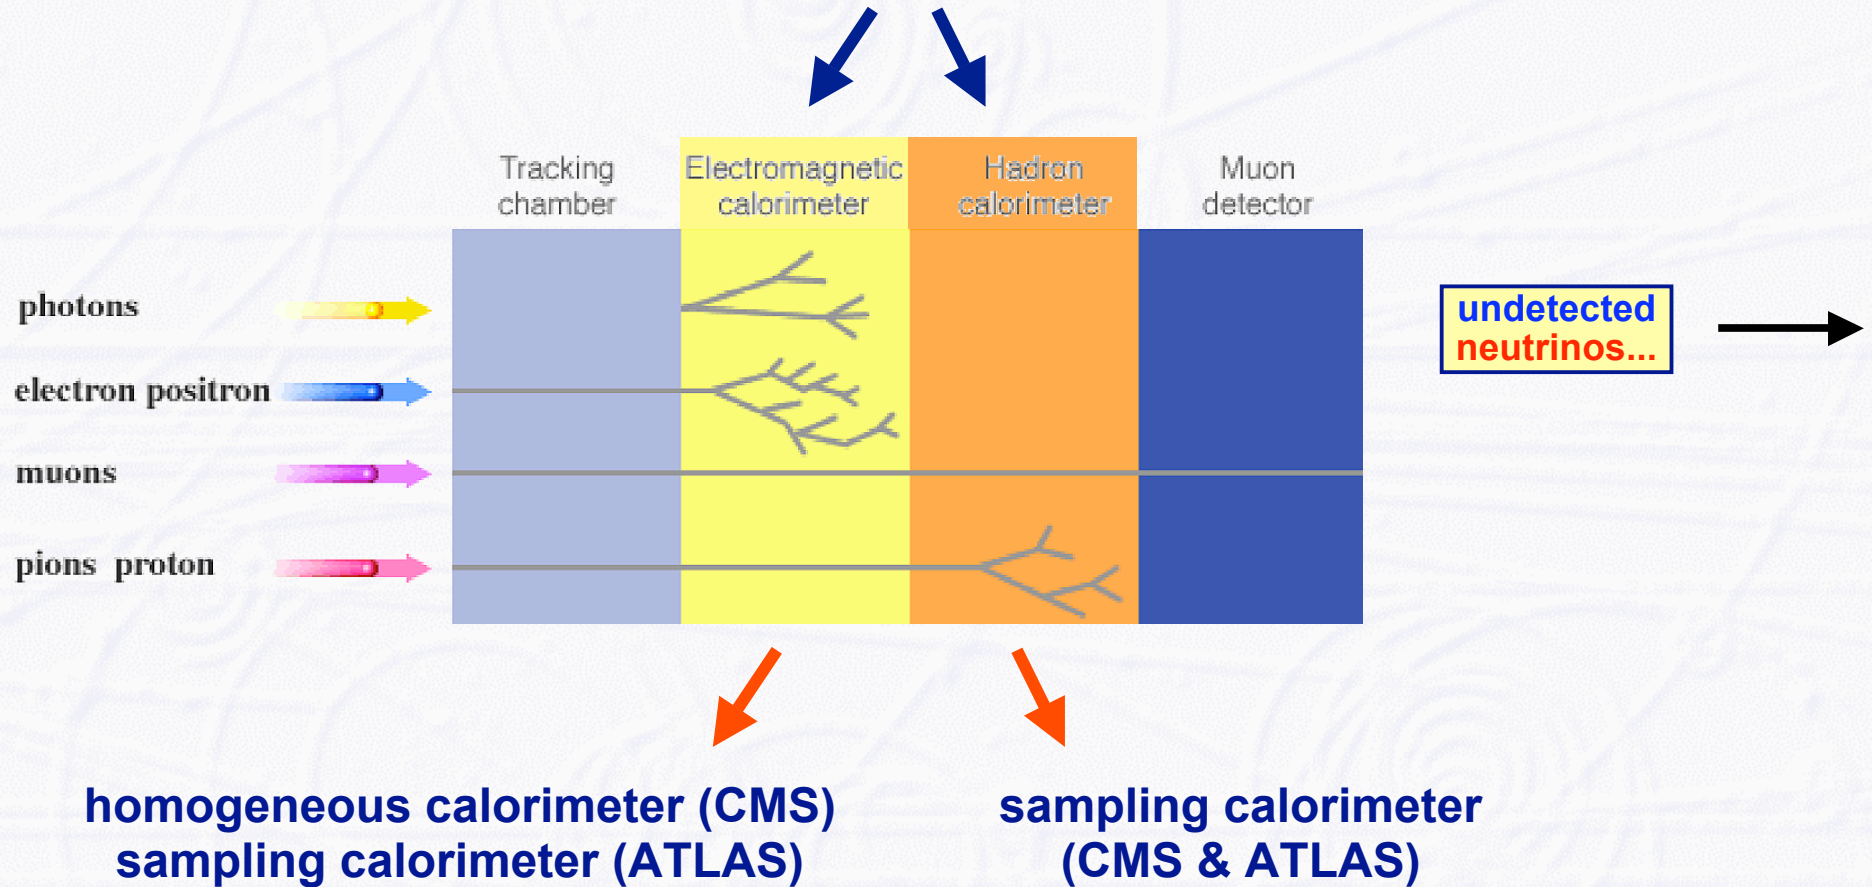 Tracking
chamber
Electromagnetic
calorimeter
Hadron
calorimeter
Muon
detector
photons
electron positron
muons
pions proton
undetected
neutrinos...
homogeneous calorimeter (CMS)
sampling calorimeter (ATLAS)
sampling calorimeter
(CMS & ATLAS)